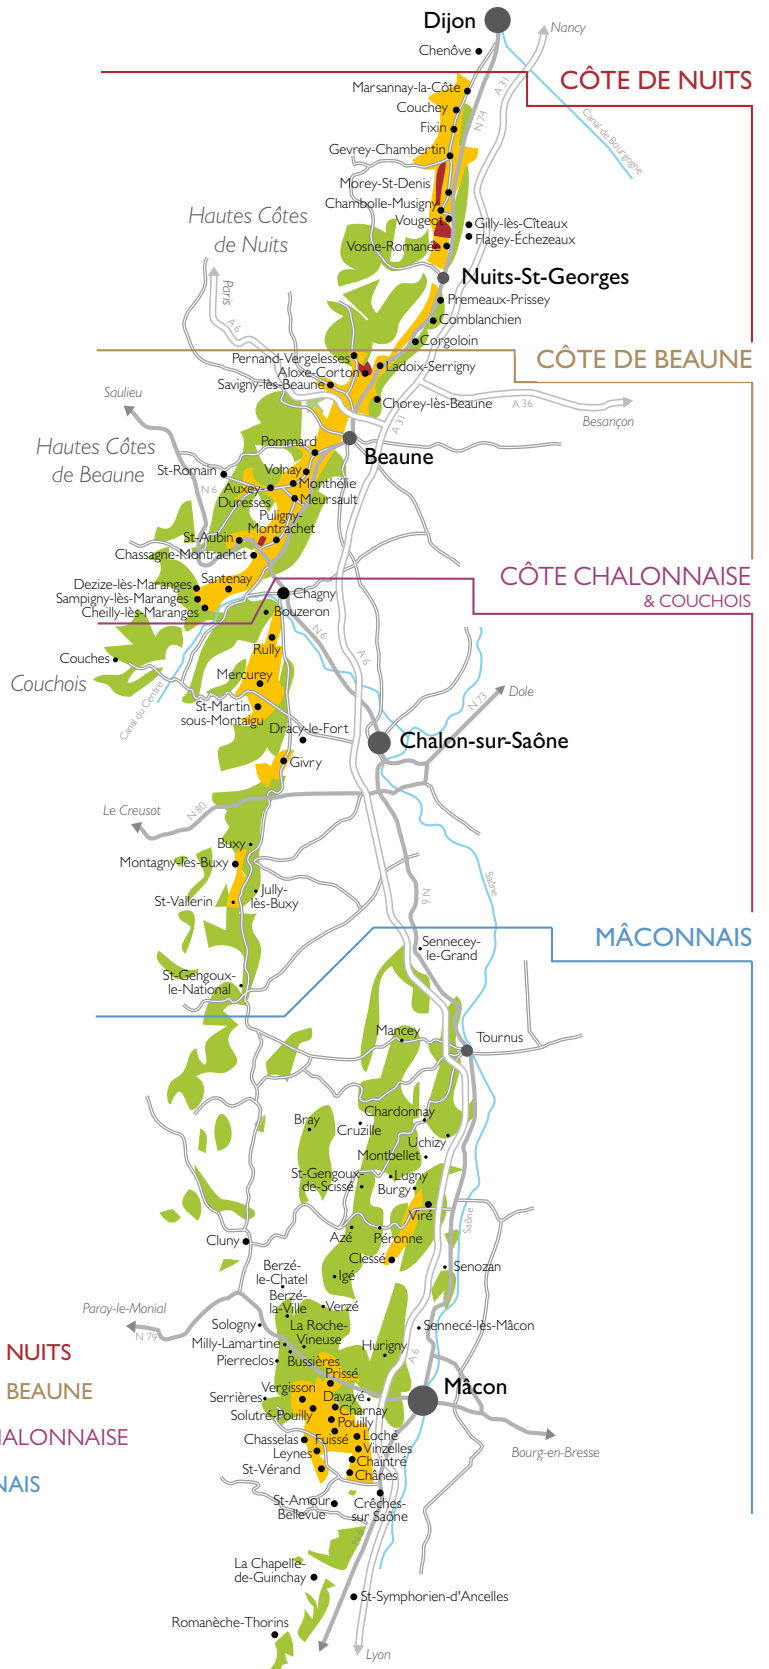 Dijon
Nancy
Chenôve
CÔTE DE NUITS
A 31
Marsannay-la-Côte
Couchey
N 74
Canal de Bourgogne
Fixin
Gevrey-Chambertin
Morey-St-Denis
Chambolle-Musigny
Hautes Côtes
de Nuits
Vougeot
Gilly-lès-Cîteaux
Flagey-Échezeaux
Vosne-Romanée
Nuits-St-Georges
Paris
A 6
Premeaux-Prissey
Comblanchien
Corgoloin
Pernand-Vergelesses
CÔTE DE BEAUNE
Aloxe-Corton
Ladoix-Serrigny
Savigny-lès-Beaune
Saulieu
Chorey-lès-Beaune
A 36
Besançon
A 31
Pommard
Beaune
Hautes Côtes
de Beaune
St-Romain
Volnay
N 6
Auxey-
Duresses
Monthélie
Meursault
Puligny-
Montrachet
St-Aubin
Chassagne-Montrachet
CÔTE CHALONNAISE
& COUCHOIS
Dezize-lès-Maranges
Santenay
Sampigny-lès-Maranges
Cheilly-lès-Maranges
Chagny
Bouzeron
N 6
Rully
A 6
Couches
Couchois
Canal du Centre
Mercurey
St-Martin
sous-Montaigu
N 73
Dole
Dracy-le-Fort
Chalon-sur-Saône
Givry
Le Creusot
N 80
Buxy
Montagny-lès-Buxy
Jully-
lès-Buxy
St-Vallerin
N 6
Saône
MÂCONNAIS
Sennecey-
le-Grand
St-Gengoux-
le-National
Mancey
Tournus
Chardonnay
Bray
Cruzille
Uchizy
Montbellet
St-Gengoux-
de-Scissé
Lugny
Burgy
Viré
Saône
Azé
Péronne
Cluny
Clessé
Senozan
Berzé-
le-Chatel
Igé
Berzé-
la-Ville
Verzé
Paray-le-Monial
N 79
Sologny
La Roche-
Vineuse
Sennecé-lès-Mâcon
Milly-Lamartine
Hurigny
NUITS
Pierreclos
Bussières
A 6
Prissé
BEAUNE
Vergisson
Mâcon
Serrières
Davayé
Charnay
Solutré-Pouilly
Pouilly
HALONNAISE
Chasselas
Fuissé
Loché
Vinzelles
Bourg-en-Bresse
Leynes
Chaintré
St-Vérand
Chânes
NAIS
St-Amour
Bellevue
Crêches-
sur Saône
N 6
La Chapelle-
de-Guinchay
St-Symphorien-d'Ancelles
Romanèche-Thorins
Lyon